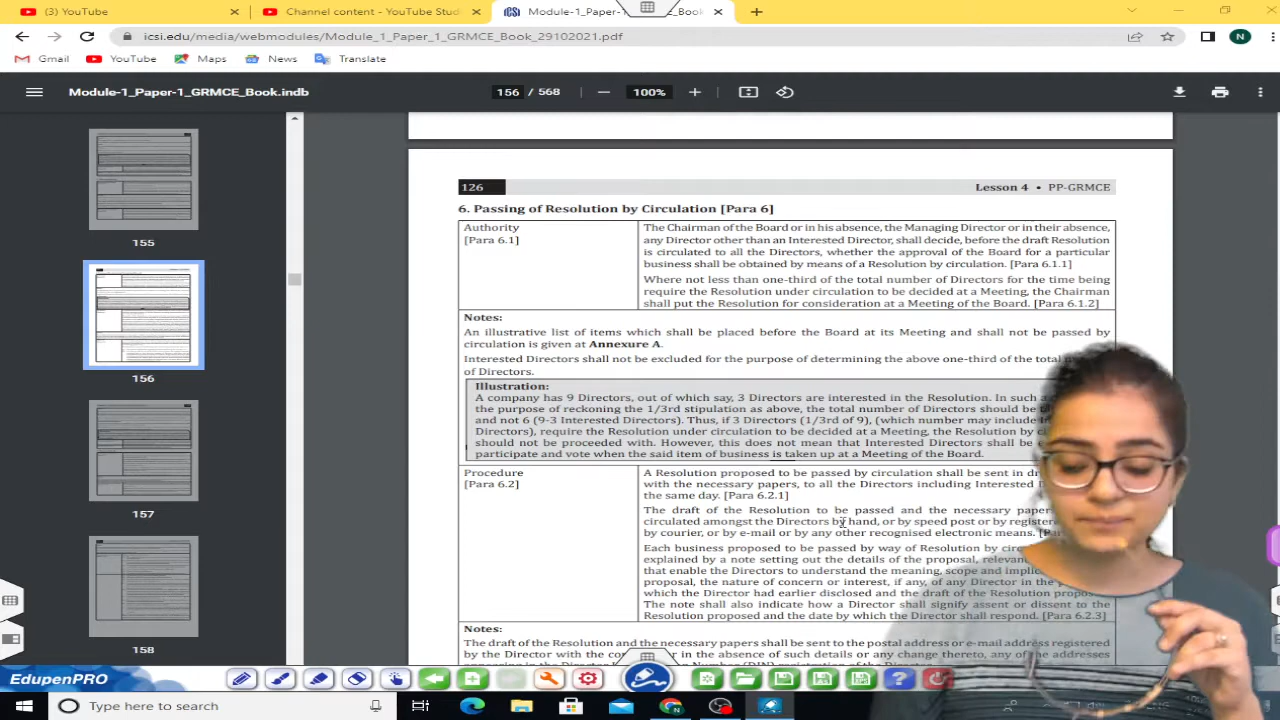 (3) YouTube
Channel content - YouTube Stud
Module-1_Paper-1_GRMCE_Book_
icsi.edu/media/webmodules/Module_1_Paper_1_GRMCE_Book_29102021.pdf
N
Gmail YouTube Maps News Translate
Module-1_Paper-1_GRMCE_Book.indb
156 / 568
100%
155
156
157
158
126
Lesson 4 • PP-GRMCE
6. Passing of Resolution by Circulation [Para 6]
Authority
[Para 6.1]
The Chairman of the Board or in his absence, the Managing Director or in their absence,
any Director other than an Interested Director, shall decide, before the draft Resolution
is circulated to all the Directors, whether the approval of the Board for a particular
business shall be obtained by means of a Resolution by circulation. [Para 6.1.1]
Where not less than one-third of the total number of Directors for the time being
require the Resolution under circulation to be decided at a Meeting, the Chairman
shall put the Resolution for consideration at a Meeting of the Board. [Para 6.1.2]
Notes:
An illustrative list of items which shall be placed before the Board at its Meeting and shall not be passed by
circulation is given at Annexure A.
Interested Directors shall not be excluded for the purpose of determining the above one-third of the total
of Directors.
Illustration:
A company has 9 Directors, out of which say, 3 Directors are interested in the Resolution. In such a
the purpose of reckoning the 1/3rd stipulation as above, the total number of Directors should be
and not 6 (9-3 Interested Directors). Thus, if 3 Directors (1/3rd of 9), (which number may include
Directors), require the Resolution under circulation to be decided at a Meeting, the Resolution by
should not be proceeded with. However, this does not mean that Interested Directors shall be
participate and vote when the said item of business is taken up at a Meeting of the Board.
Procedure
[Para 6.2]
A Resolution proposed to be passed by circulation shall be sent in
with the necessary papers, to all the Directors including Interested
the same day. [Para 6.2.1]
The draft of the Resolution to be passed and the necessary
circulated amongst the Directors by hand, or by speed post or by
by courier, or by e-mail or by any other recognised electronic means.
Each business proposed to be passed by way of Resolution by
explained by a note setting out the details of the proposal,
that enable the Directors to understand the meaning, scope and
proposal, the nature of concern or interest, if any, of any Director in the
which the Director had earlier disclosed and the draft of the Resolution
The note shall also indicate how a Director shall signify assent or dissent to the
Resolution proposed and the date by which the Director shall respond. [Para 6.2.3]
Notes:
The draft of the Resolution and the necessary papers shall be sent to the postal address or e-mail address registered
by the Director with the in the absence of such details or any change thereto, any of the addresses
EdupenPRO
Type here to search